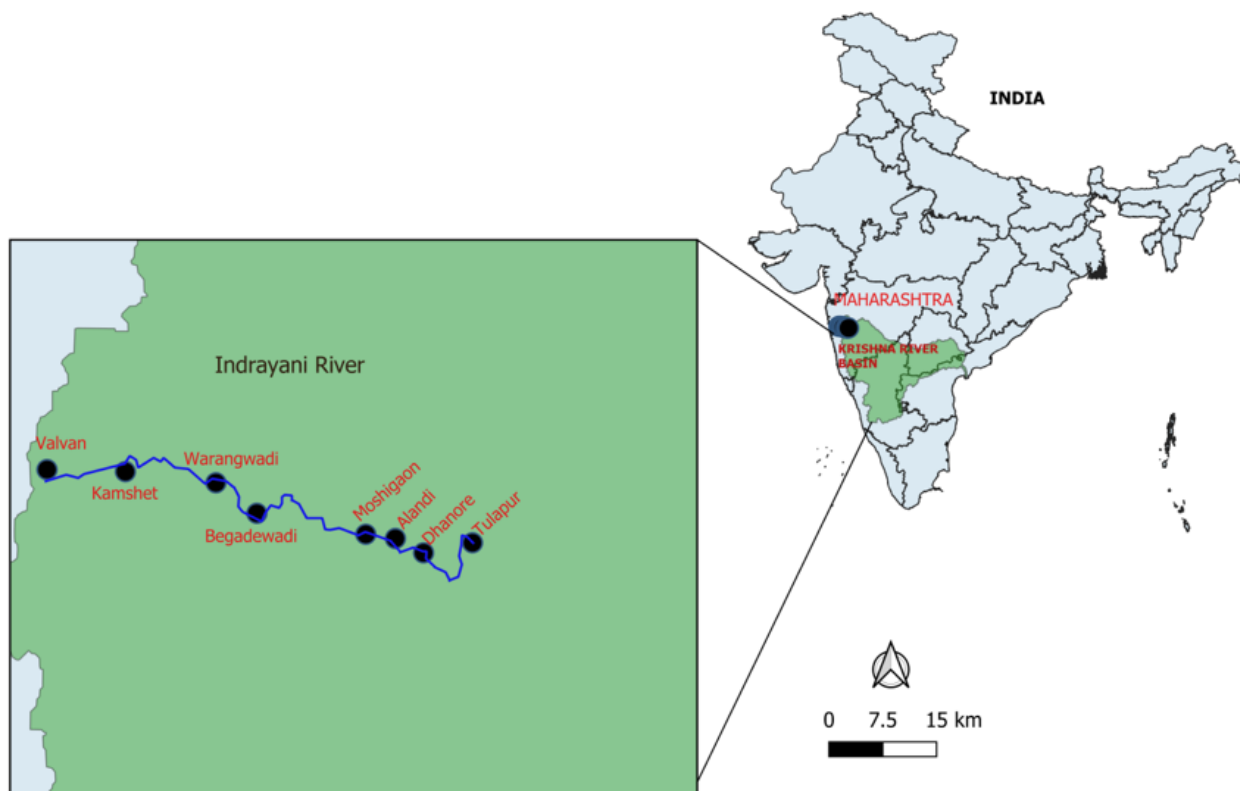 INDIA
MAHARASHTRA
KRISHNA RIVER
BASIN
Indrayani River
Valvan
Kamshet
Warangwadi
Begadewadi
Moshigaon
Alandi
Dhanore
Tulapur
0 7.5 15 km